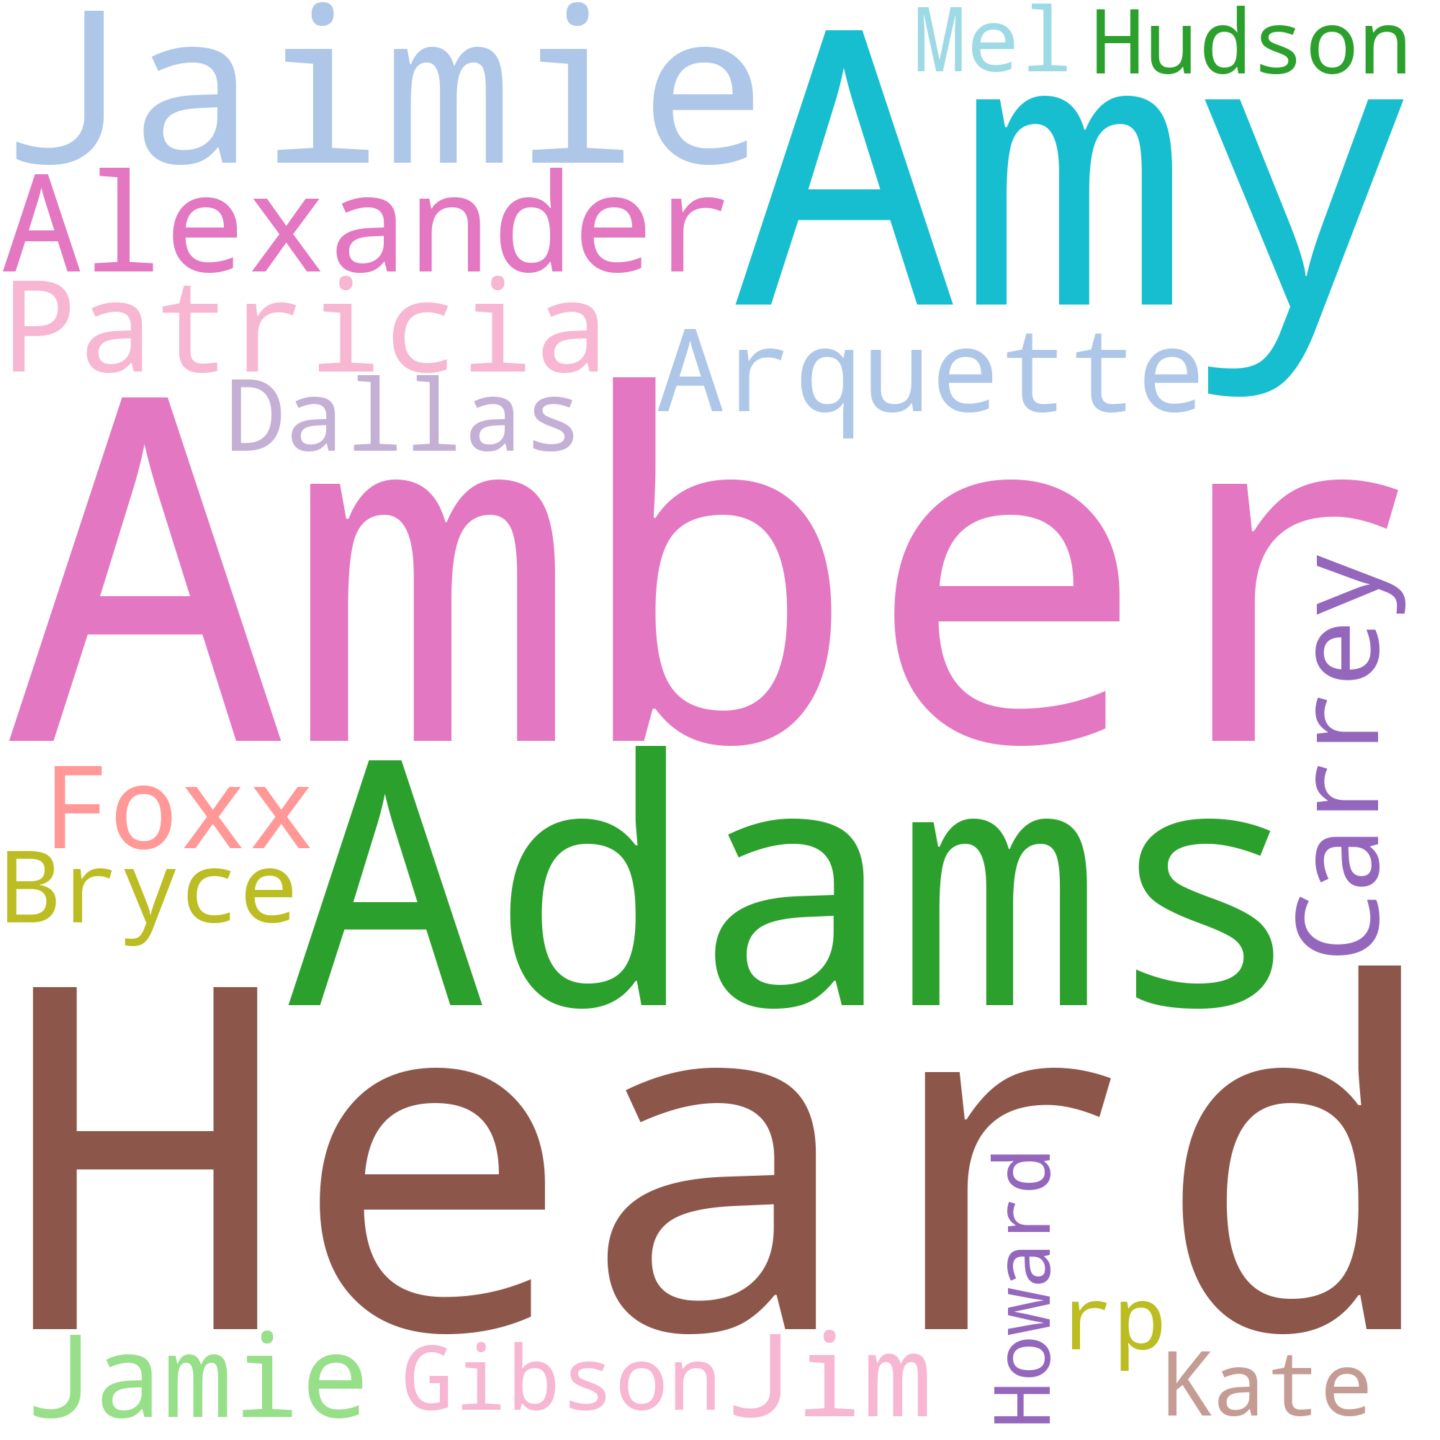 Jaimie
Mel
Hudson
Amy
Alexander
Patricia
Arquette
Dallas
Amber
Carrey
Foxx
Adams
Bryce
Heard
Howard
rp
Jamie
Gibson
Jim
Kate